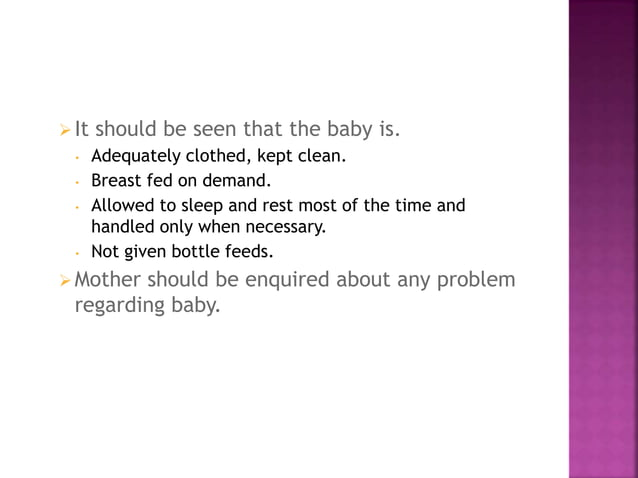 ➢ It should be seen that the baby is.
• Adequately clothed, kept clean.
• Breast fed on demand.
• Allowed to sleep and rest most of the time and
handled only when necessary.
• Not given bottle feeds.
➢ Mother should be enquired about any problem
regarding baby.